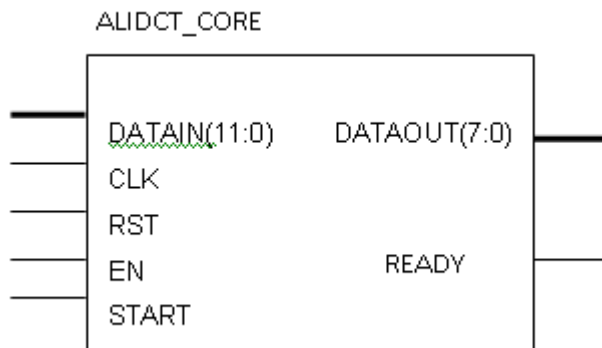 ALIDCT_CORE
DATAIN(11:0) DATAOUT(7:0)
CLK
RST
EN READY
START